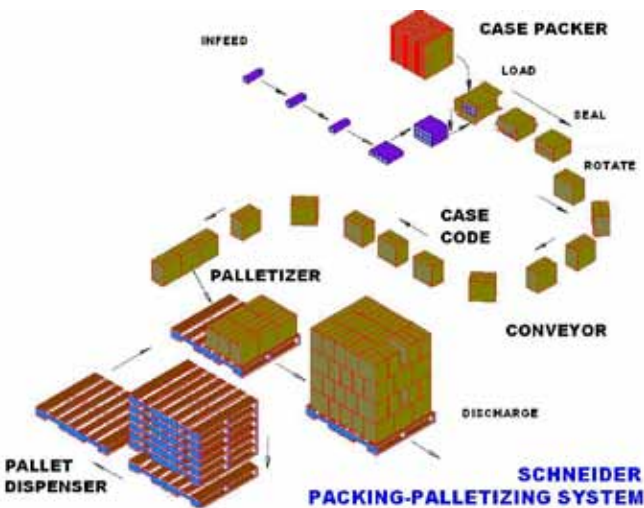 INFEED
CASE PACKER
LOAD
SEAL
ROTATE
CASE
CODE
PALLETIZER
CONVEYOR
DISCHARGE
PALLET
DISPENSER
SCHNEIDER
PACKING-PALLETIZING SYSTEM